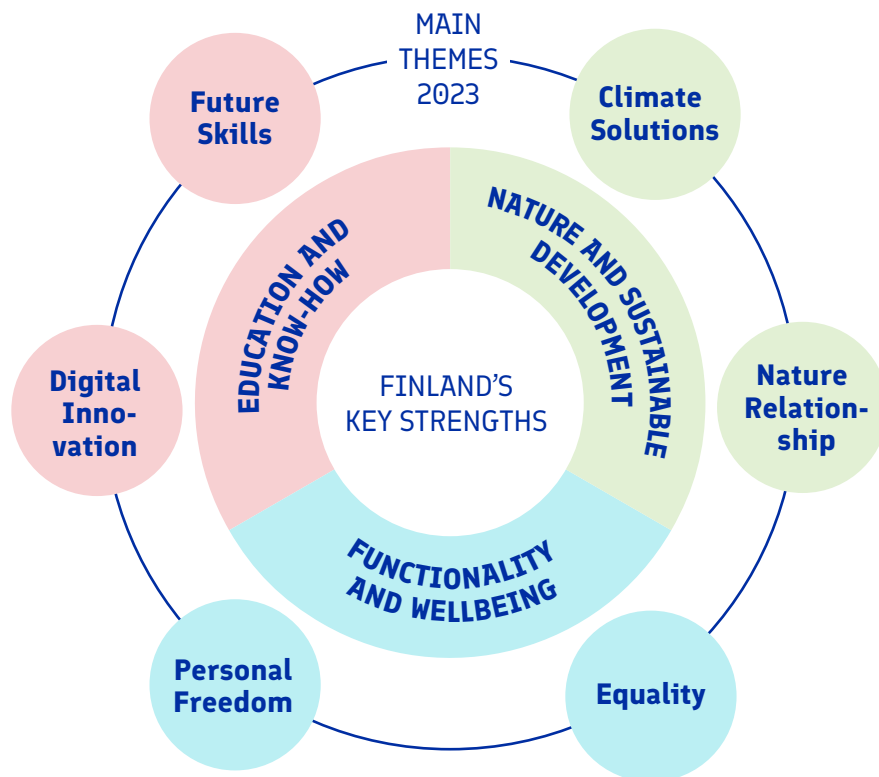 MAIN
THEMES
2023
Future
Skills
Climate
Solutions
EDUCATION AND
KNOW-HOW
NATURE AND SUSTAINABLE
DEVELOPMENT
FINLAND’S
KEY STRENGTHS
Digital
Inno-
vation
Nature
Relation-
ship
FUNCTIONALITY
AND WELLBEING
Personal
Freedom
Equality